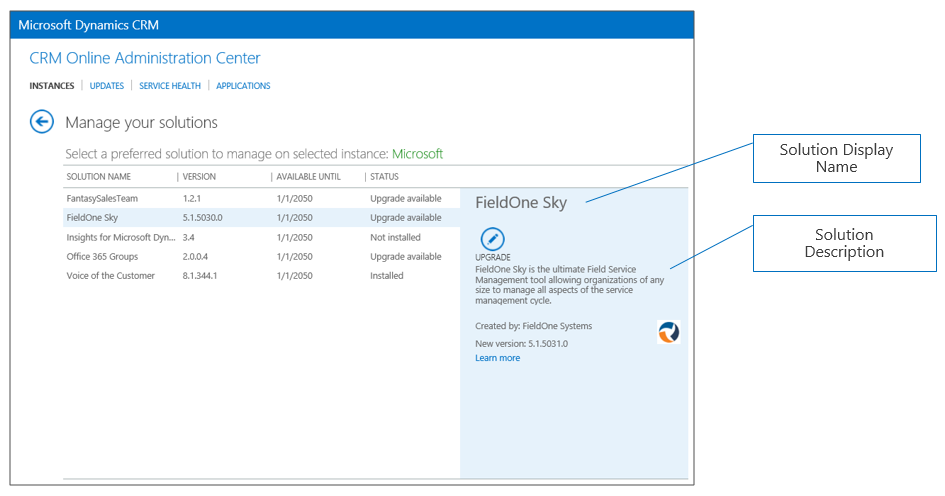 Microsoft Dynamics CRM
CRM Online Administration Center
INSTANCES | UPDATES | SERVICE HEALTH | APPLICATIONS
Manage your solutions
Select a preferred solution to manage on selected instance: Microsoft
SOLUTION NAME | VERSION | AVAILABLE UNTIL | STATUS
FantasySalesTeam 1.2.1 1/1/2050 Upgrade available
FieldOne Sky 5.1.5030.0 1/1/2050 Upgrade available
Insights for Microsoft Dyn... 3.4 1/1/2050 Not installed
Office 365 Groups 2.0.0.4 1/1/2050 Upgrade available
Voice of the Customer 8.1.344.1 1/1/2050 Installed
FieldOne Sky
UPGRADE
FieldOne Sky is the ultimate Field Service
Management tool allowing organizations of any
size to manage all aspects of the service
management cycle.
Created by: FieldOne Systems
New version: 5.1.5031.0
Learn more
Solution Display
Name
Solution
Description